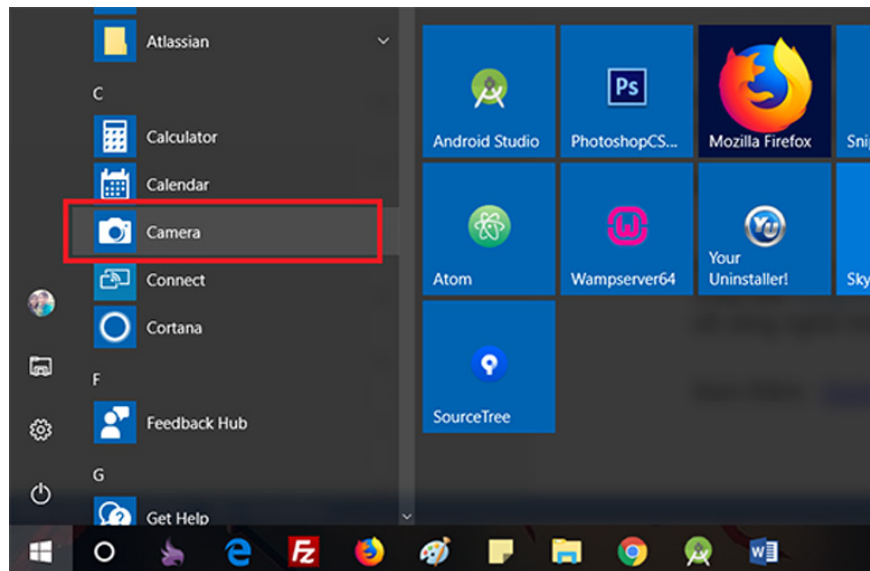 Atlassian
C
Calculator
Calendar
Camera
Connect
Cortana
F
Feedback Hub
G
Get Help
Android Studio
PhotoshopCS...
Mozilla Firefox
Atom
Wampserver64
Your
Uninstaller!
Sky
SourceTree
Ps